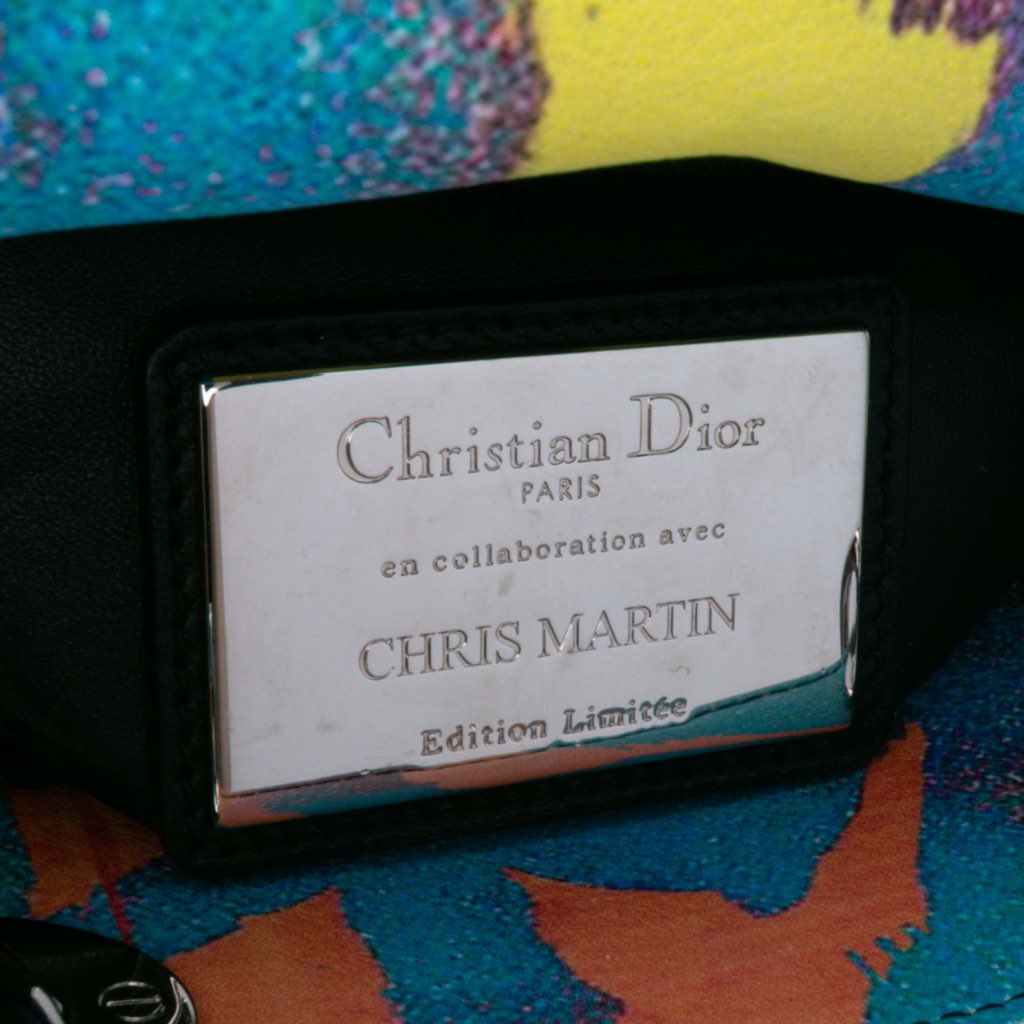 Christian Dior
PARIS
en collaboration avec
CHRIS MARTIN
Edition Limitée